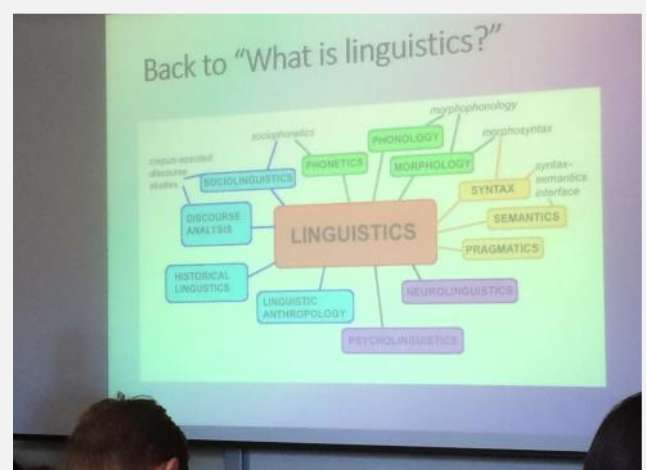 Back to “What is linguistics?”
morphophonology
sociophonetics
PHONOLOGY
morphosyntax
corpus-assisted
discourse
studies
PHONETICS
MORPHOLOGY
syntax-
semantics
interface
SOCIOLINGUISTICS
SYNTAX
DISCOURSE
ANALYSIS
LINGUISTICS
SEMANTICS
PRAGMATICS
HISTORICAL
LINGUSTICS
LINGUISTIC
ANTHROPOLOGY
NEUROLINGUISTICS
PSYCHOLINGUISTICS